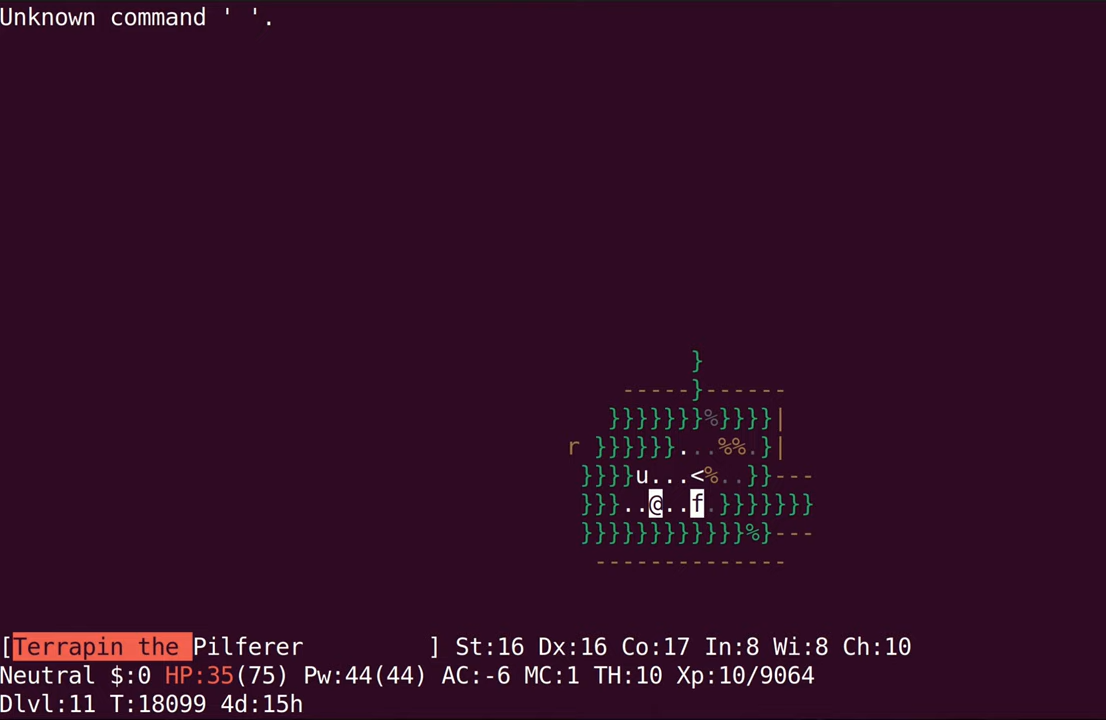 Unknown command ' '.
}
-----}------
}}}}}}}%}}}}|
r }}}}}}...%%.}|
}}}}u...<%..}}---
}}}..@..f.}}}}}}}
}}}}}}}}}}}}%}---
--------------
[Terrapin the Pilferer ] St:16 Dx:16 Co:17 In:8 Wi:8 Ch:10
Neutral $:0 HP:35(75) Pw:44(44) AC:-6 MC:1 TH:10 Xp:10/9064
Dlvl:11 T:18099 4d:15h